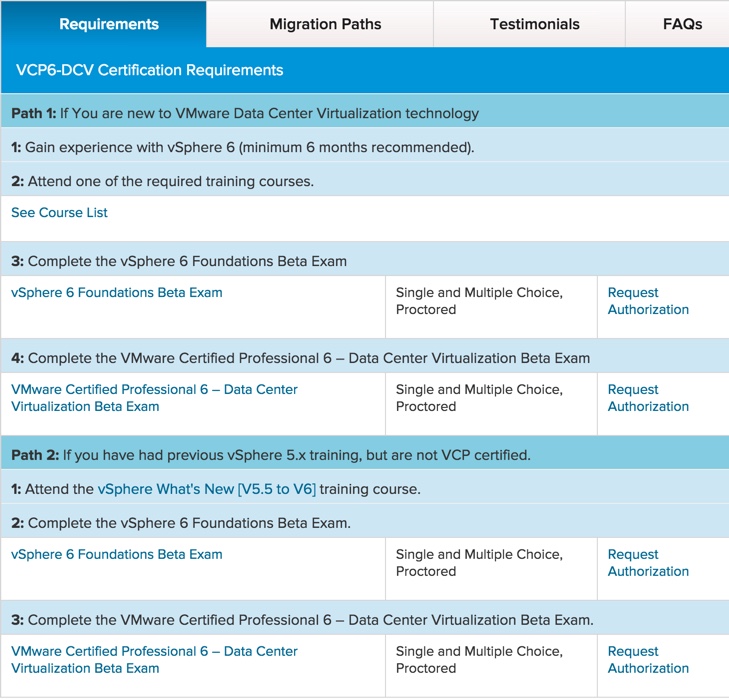 Requirements Migration Paths Testimonials FAQs
VCP6-DCV Certification Requirements
Path 1: If You are new to VMware Data Center Virtualization technology
1: Gain experience with vSphere 6 (minimum 6 months recommended).
2: Attend one of the required training courses.
See Course List
3: Complete the vSphere 6 Foundations Beta Exam
vSphere 6 Foundations Beta Exam Single and Multiple Choice, Request
Proctored Authorization
4: Complete the VMware Certified Professional 6 – Data Center Virtualization Beta Exam
VMware Certified Professional 6 – Data Center Single and Multiple Choice, Request
Virtualization Beta Exam Proctored Authorization
Path 2: If you have had previous vSphere 5.x training, but are not VCP certified.
1: Attend the vSphere What's New [V5.5 to V6] training course.
2: Complete the vSphere 6 Foundations Beta Exam.
vSphere 6 Foundations Beta Exam Single and Multiple Choice, Request
Proctored Authorization
3: Complete the VMware Certified Professional 6 – Data Center Virtualization Beta Exam.
VMware Certified Professional 6 – Data Center Single and Multiple Choice, Request
Virtualization Beta Exam Proctored Authorization